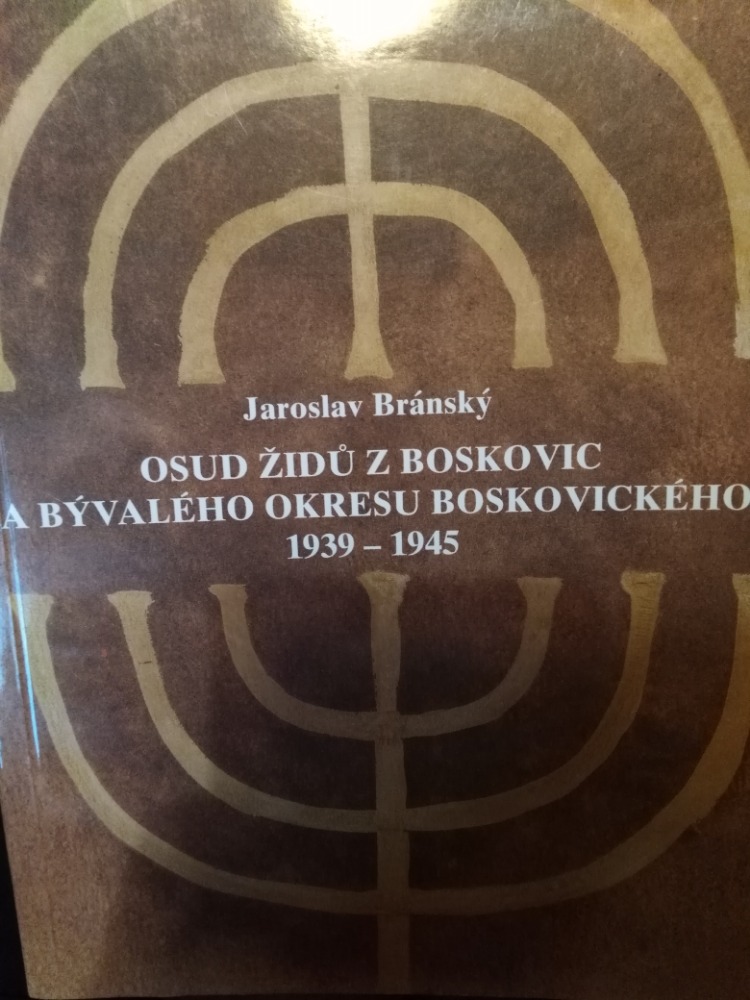 Jaroslav Bránský
OSUD ŽIDŮ Z BOSKOVIC
A BÝVALÉHO OKRESU BOSKOVICKÉHO
1939 – 1945